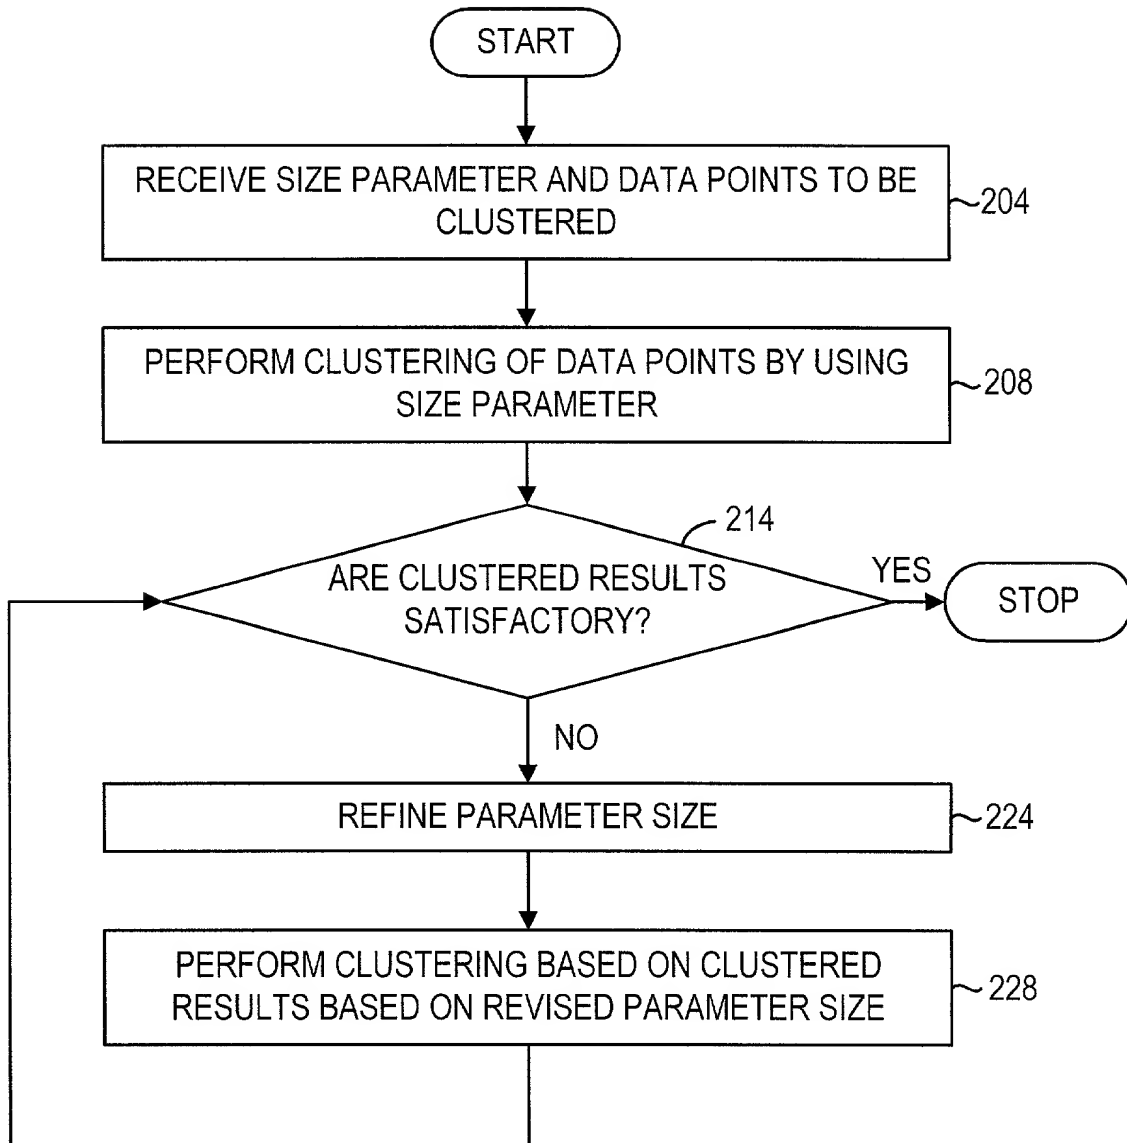 START
RECEIVE SIZE PARAMETER AND DATA POINTS TO BE
CLUSTERED
204
PERFORM CLUSTERING OF DATA POINTS BY USING
SIZE PARAMETER
208
214
ARE CLUSTERED RESULTS
SATISFACTORY?
YES
STOP
NO
REFINE PARAMETER SIZE
224
PERFORM CLUSTERING BASED ON CLUSTERED
RESULTS BASED ON REVISED PARAMETER SIZE
228